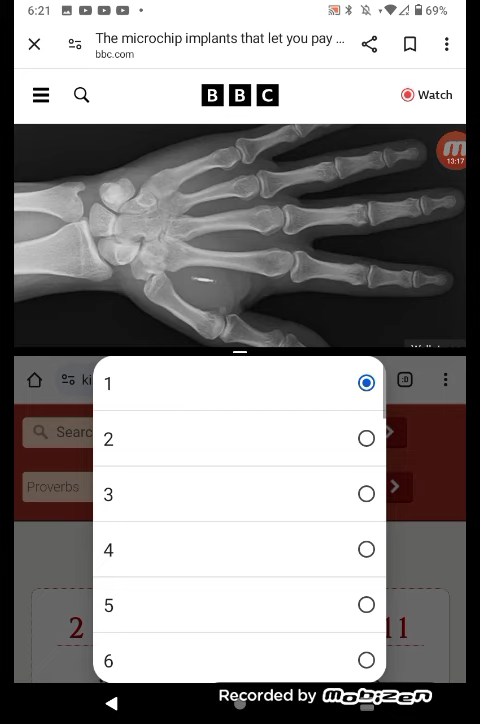 6:21
69%
The microchip implants that let you pay ...
bbc.com
BBC
Watch
13:17
ki
Searc
Proverbs
2
11
1
2
3
4
5
6
Recorded by Mobizen